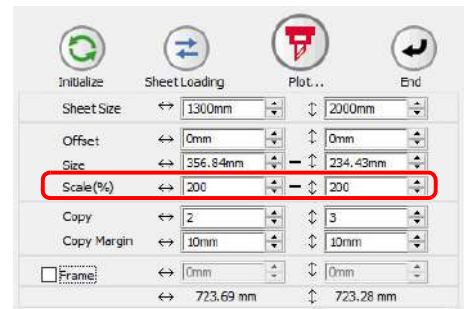 Initialize Sheet Loading Plot... End
Sheet Size ↔ 1300mm ↕ 2000mm
Offset ↔ 0mm ↕ 0mm
Size ↔ 356.84mm ↕ 234.43mm
Scale(%) ↔ 200 ↕ 200
Copy ↔ 2 ↕ 3
Copy Margin ↔ 10mm ↕ 10mm
Frame ↔ 0mm ↕ 0mm
↔ 723.69 mm ↕ 723.28 mm